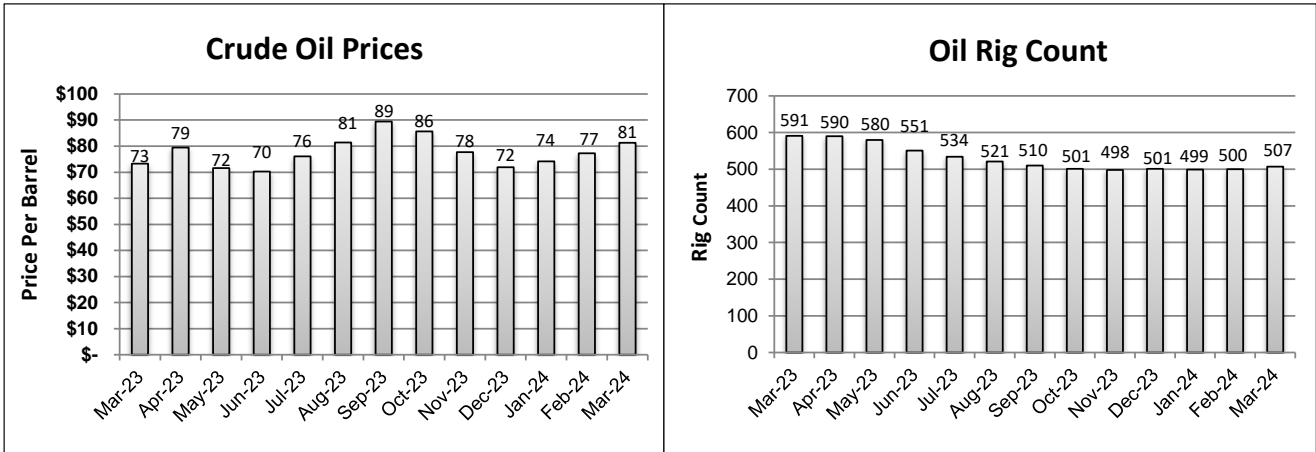 Crude Oil Prices
Price Per Barrel
$100
$90
$80
$70
$60
$50
$40
$30
$20
$10
$-
73
79
72
70
76
81
89
86
78
72
74
77
81
Mar-23
Apr-23
May-23
Jun-23
Jul-23
Aug-23
Sep-23
Oct-23
Nov-23
Dec-23
Jan-24
Feb-24
Mar-24
Oil Rig Count
Rig Count
700
600
500
400
300
200
100
0
591
590
580
551
534
521
510
501
498
501
499
500
507
Mar-23
Apr-23
May-23
Jun-23
Jul-23
Aug-23
Sep-23
Oct-23
Nov-23
Dec-23
Jan-24
Feb-24
Mar-24